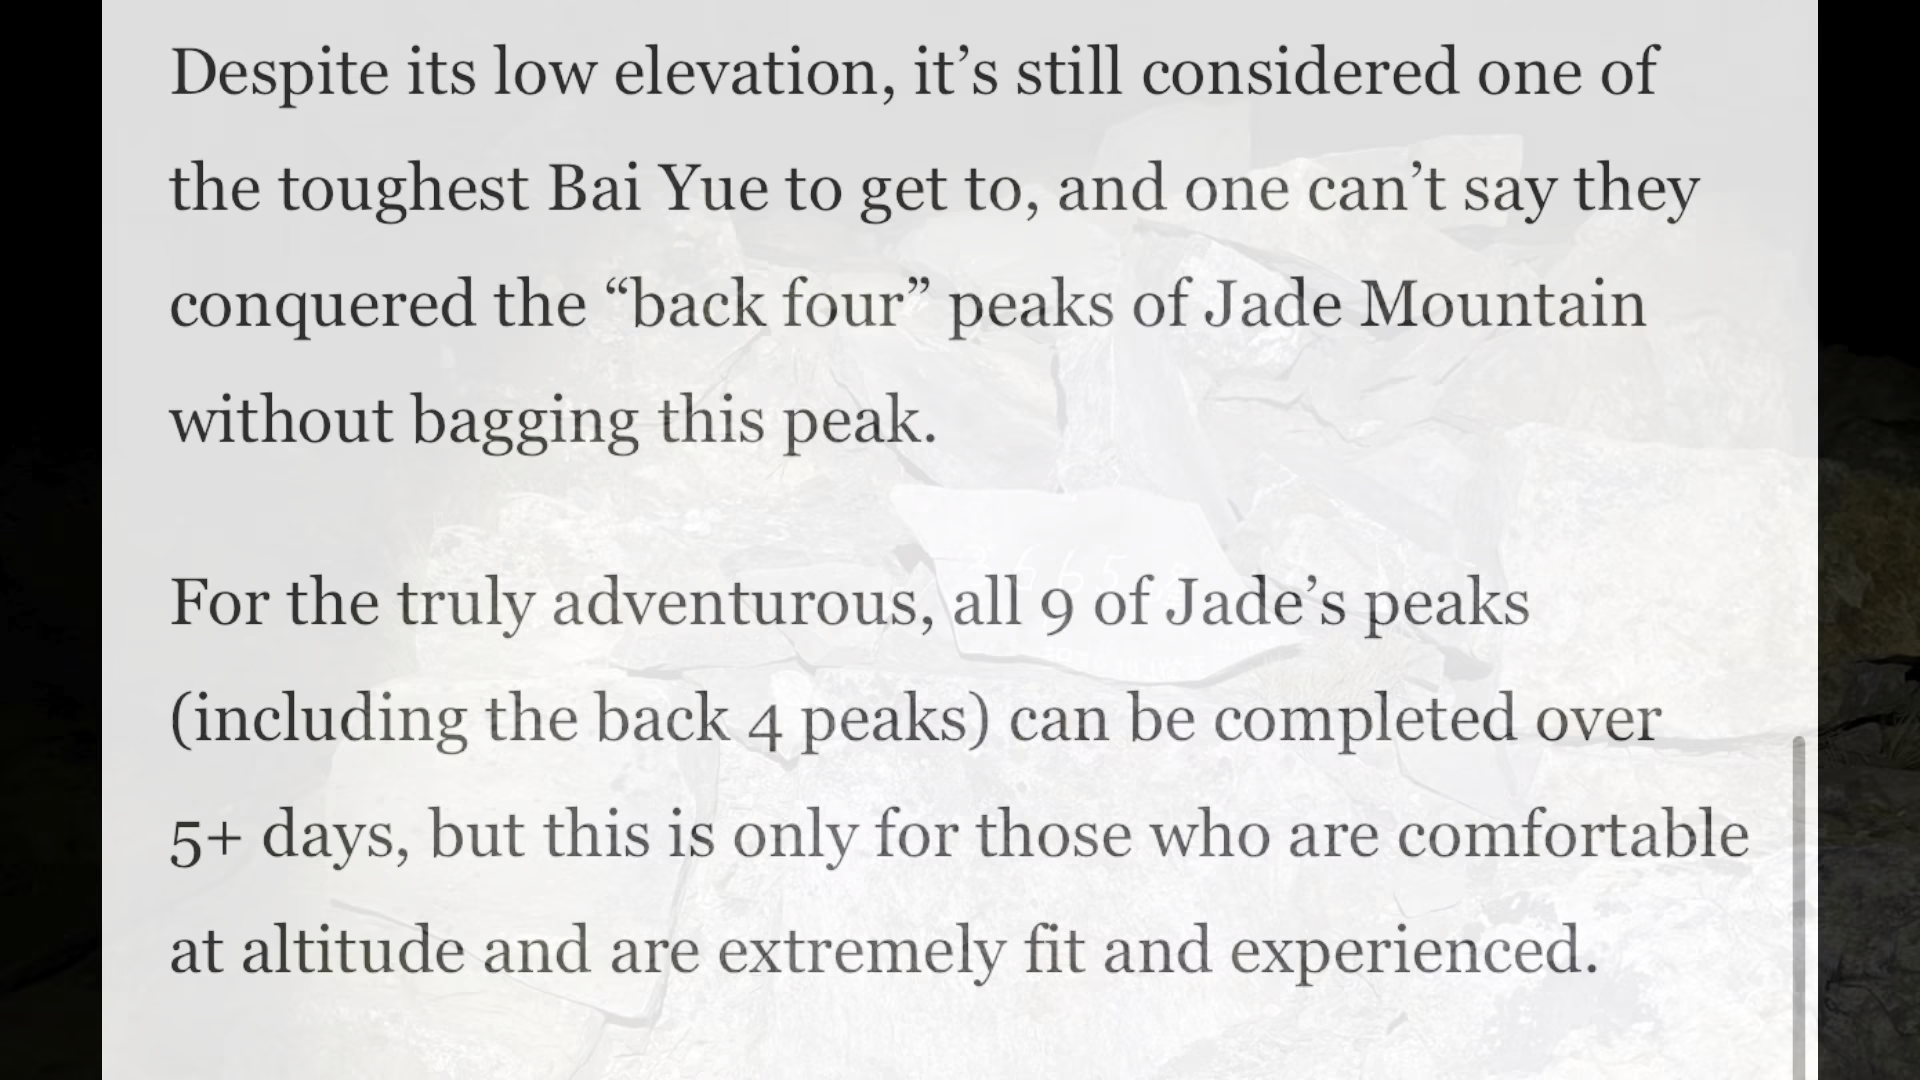 Despite its low elevation, it’s still considered one of
the toughest Bai Yue to get to, and one can’t say they
conquered the “back four” peaks of Jade Mountain
without bagging this peak.
For the truly adventurous, all 9 of Jade’s peaks
(including the back 4 peaks) can be completed over
5+ days, but this is only for those who are comfortable
at altitude and are extremely fit and experienced.